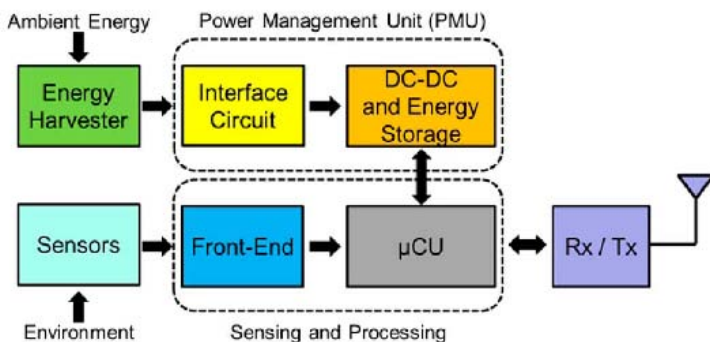 Ambient Energy
Power Management Unit (PMU)
Energy
Harvester
Interface
Circuit
DC-DC
and Energy
Storage
Sensors
Front-End
μCU
Rx / Tx
Environment
Sensing and Processing